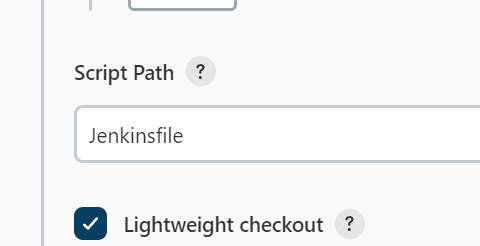 Script Path ?
Jenkinsfile
Lightweight checkout ?